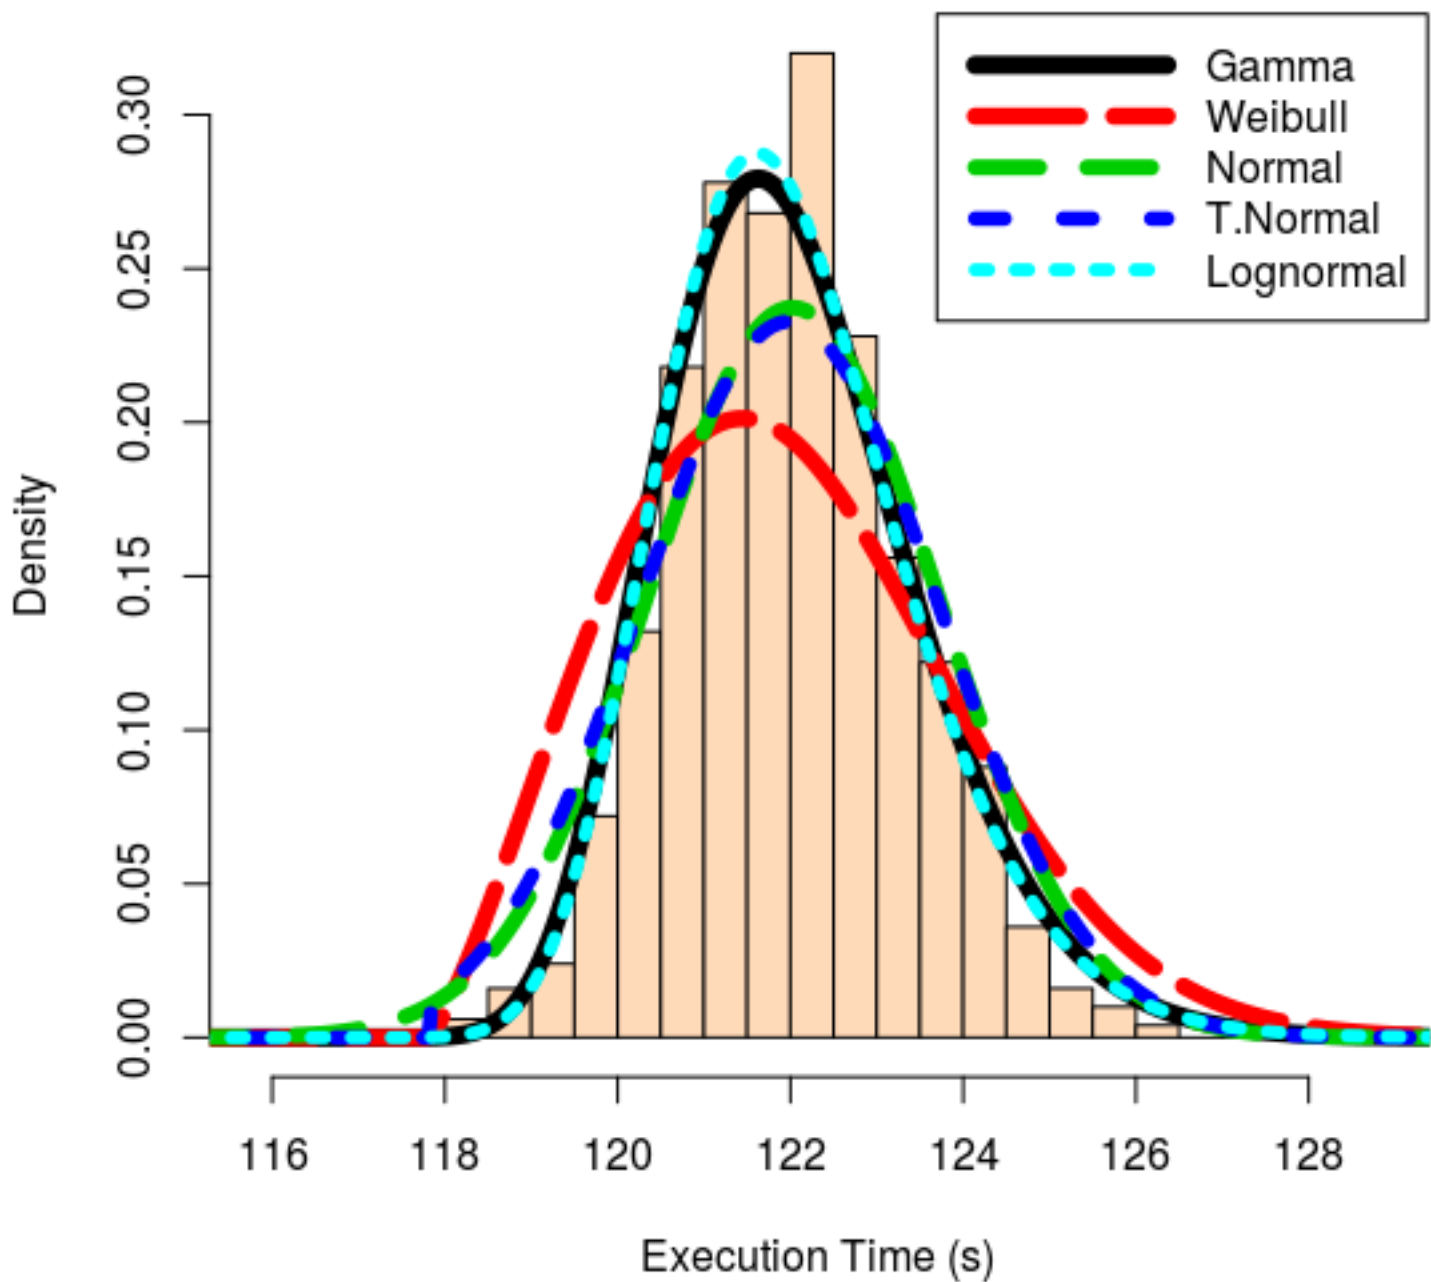 Gamma
Weibull
Normal
T.Normal
Lognormal
Density
0.30
0.25
0.20
0.15
0.10
0.05
0.00
116 118 120 122 124 126 128
Execution Time (s)